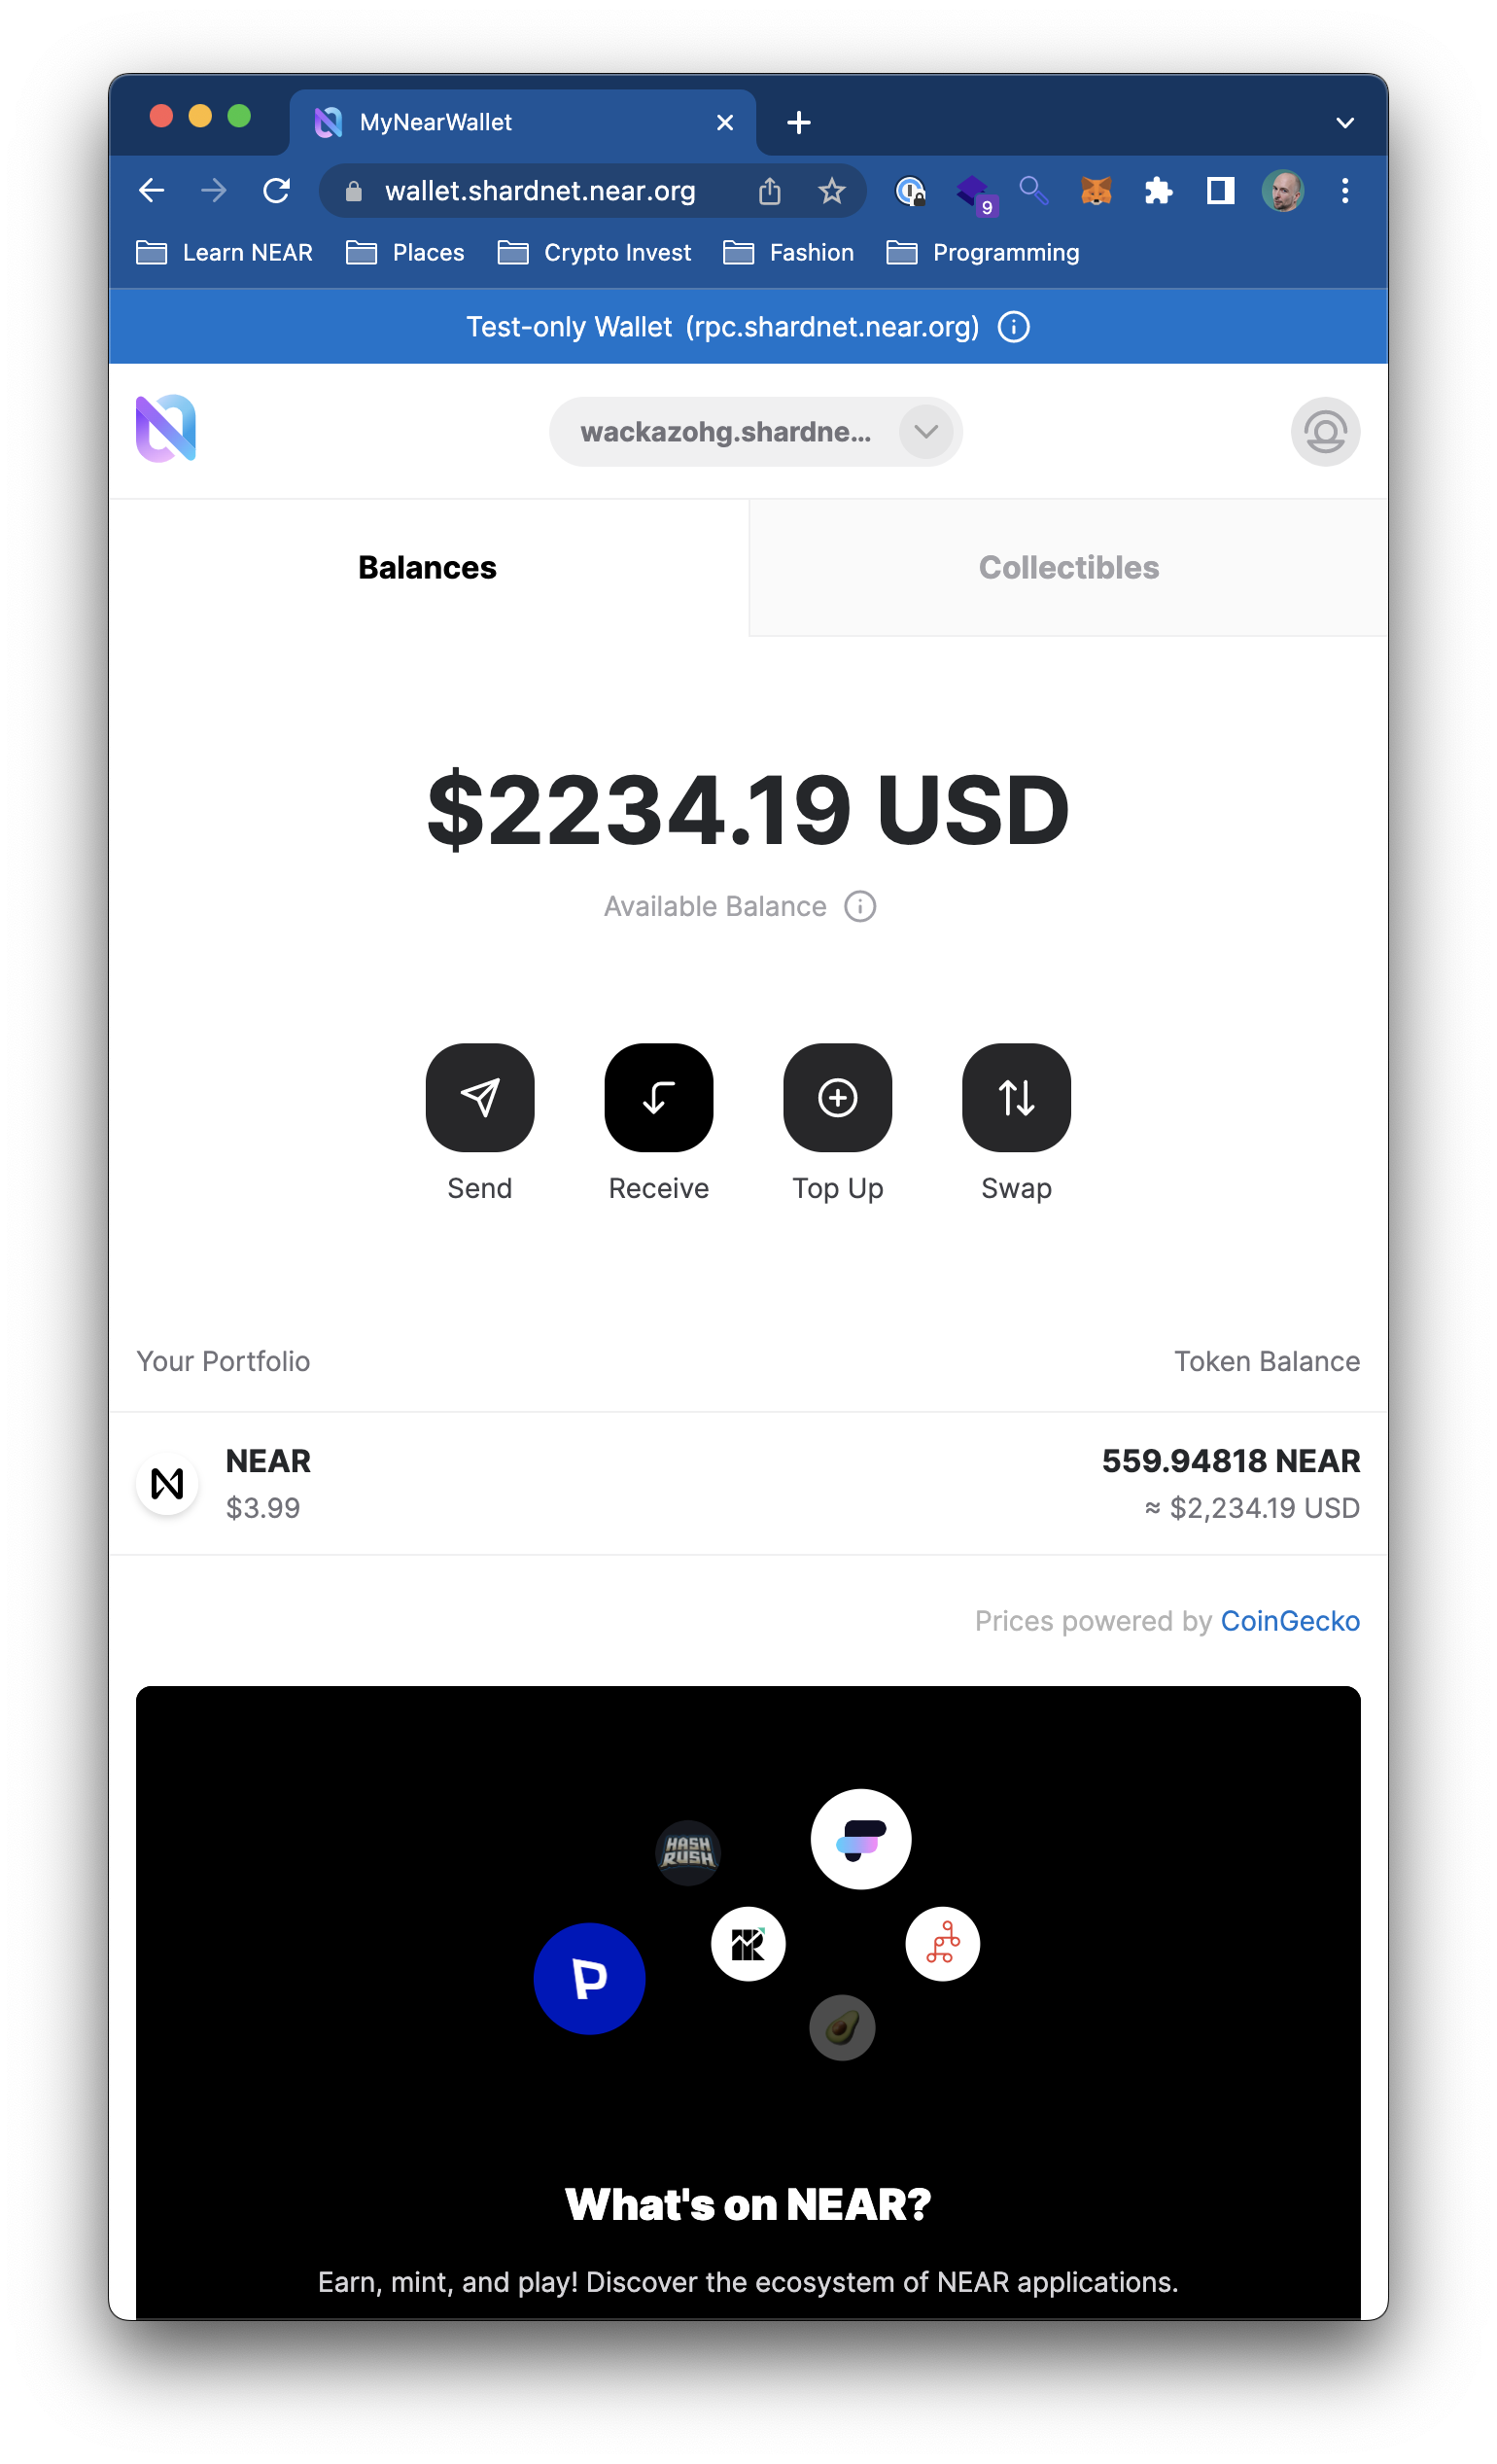 MyNearWallet
wallet.shardnet.near.org
9
Learn NEAR Places Crypto Invest Fashion Programming
Test-only Wallet (rpc.shardnet.near.org)
wackazohg.shardne...
Balances Collectibles
$2234.19 USD
Available Balance
Send Receive Top Up Swap
Your Portfolio Token Balance
NEAR 559.94818 NEAR
$3.99 ≈ $2,234.19 USD
Prices powered by CoinGecko
HASH
RUSH
What's on NEAR?
Earn, mint, and play! Discover the ecosystem of NEAR applications.